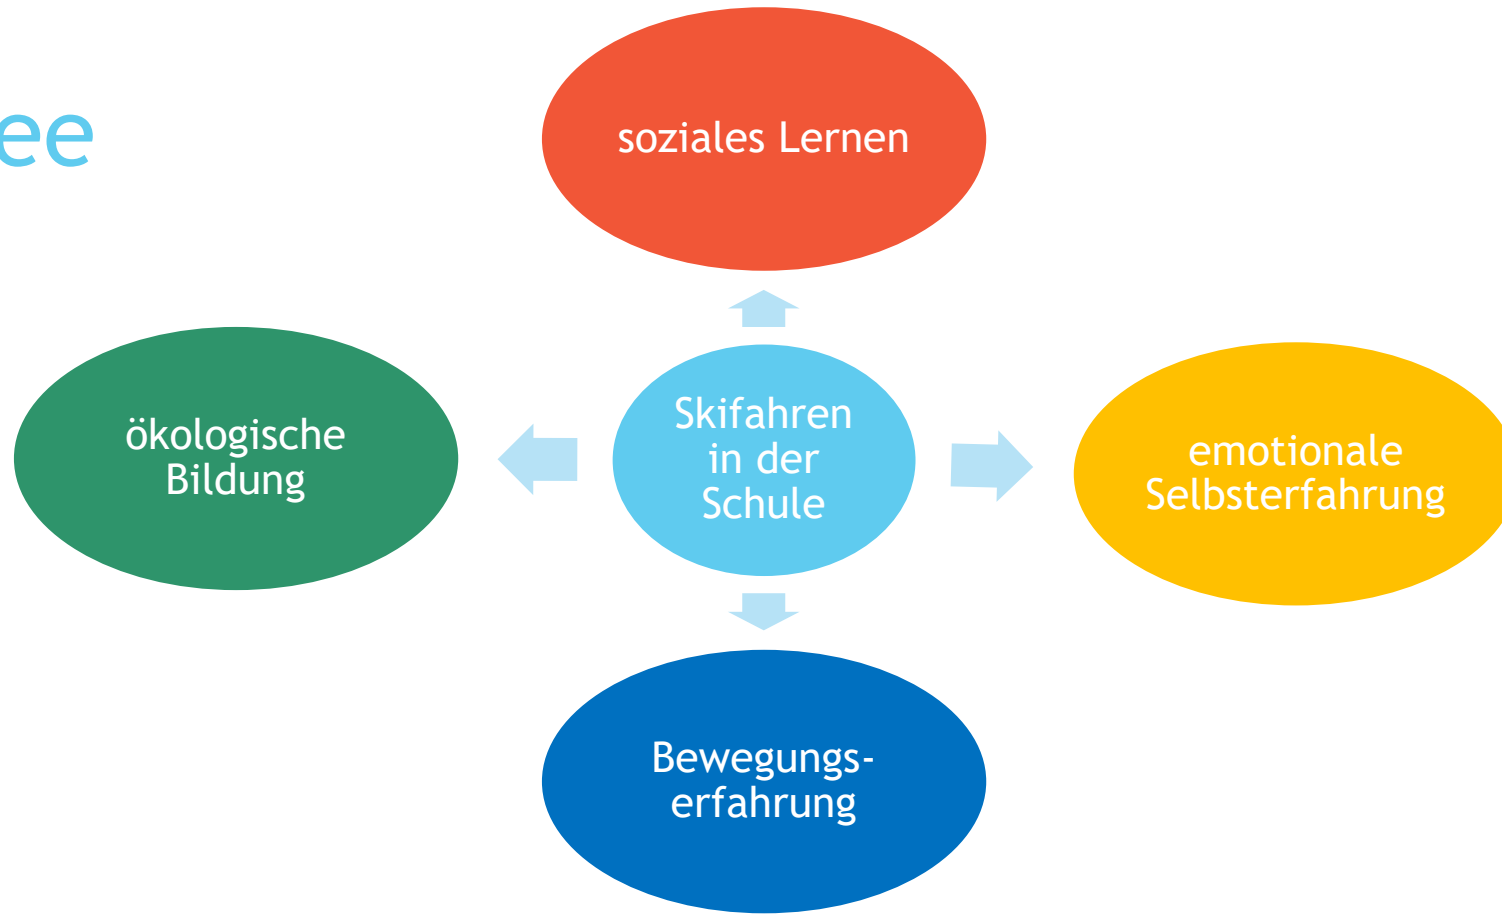 ee
soziales Lernen
ökologische
Bildung
Skifahren
in der
Schule
emotionale
Selbsterfahrung
Bewegungs-
erfahrung